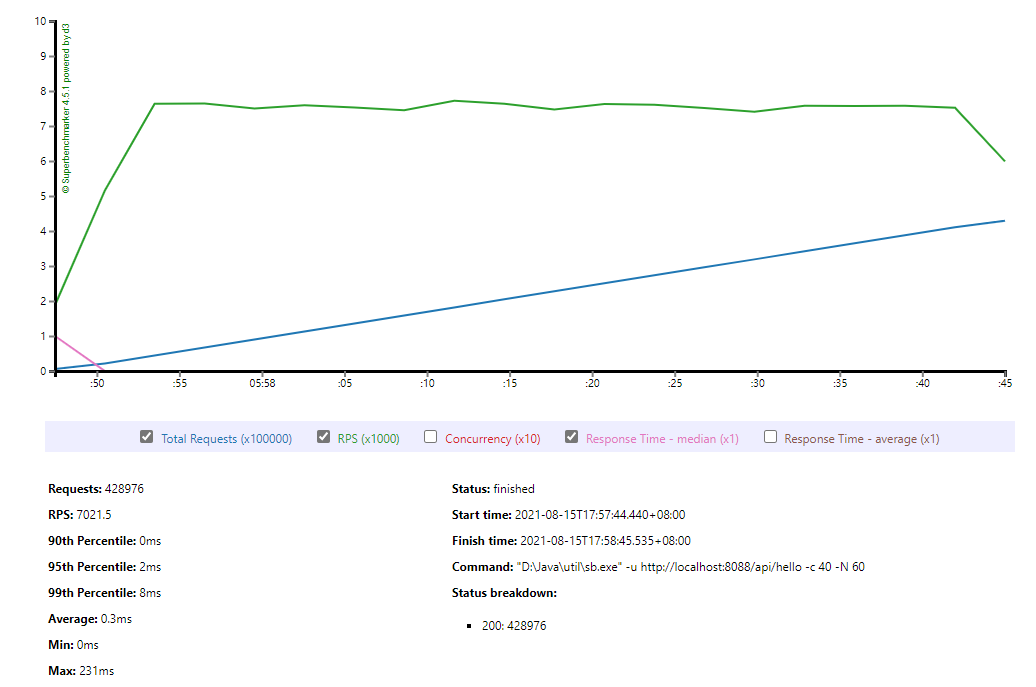 10
9
8
7
6
5
4
3
2
1
0
© Superbenchmarker 4.5.1 powered by d3
:50 :55 05:58 :05 :10 :15 :20 :25 :30 :35 :40 :45
Total Requests (x100000) RPS (x1000) Concurrency (x10) Response Time - median (x1) Response Time - average (x1)
Requests: 428976
RPS: 7021.5
90th Percentile: 0ms
95th Percentile: 2ms
99th Percentile: 8ms
Average: 0.3ms
Min: 0ms
Max: 231ms
Status: finished
Start time: 2021-08-15T17:57:44.440+08:00
Finish time: 2021-08-15T17:58:45.535+08:00
Command: "D:\Java\util\sb.exe" -u http://localhost:8088/api/hello -c 40 -N 60
Status breakdown:
200: 428976